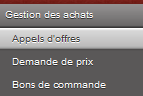 Gestion des achats
Appels d'offres
Demande de prix
Bons de commande